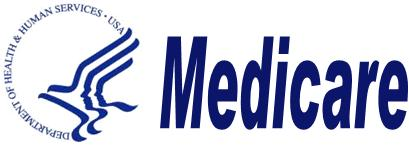 DEPARTMENT OF HEALTH & HUMAN SERVICES · USA
Medicare